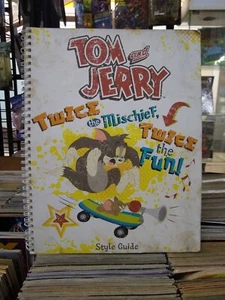 TOM and
JERRY
Twice
the Mischief,
Twice
the
Fun!
Style Guide